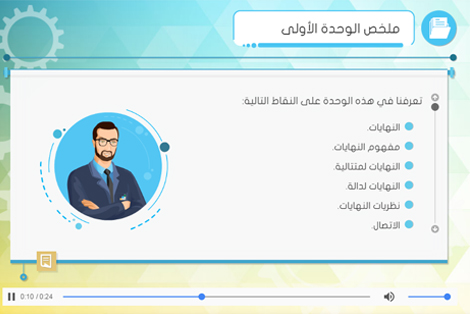 ملخص الوحدة الأولى
تعرفنا في هذه الوحدة على النقاط التالية:
النهايات.
مفهوم النهايات.
النهايات لمتتالية.
النهايات لدالة.
نظريات النهايات.
الاتصال.
0:10 / 0:24